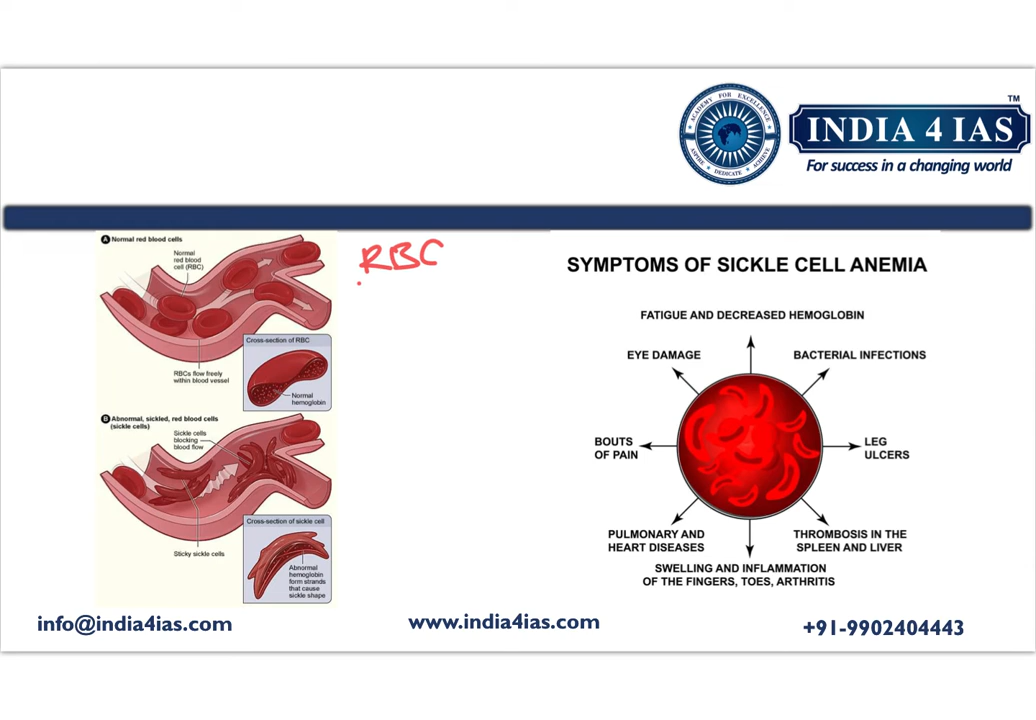 ACADEMY FOR EXCELLENCE
ASPIRE DEDICATE ACHIEVE
TM
INDIA 4 IAS
For success in a changing world
A Normal red blood cells
Normal
red blood
cell (RBC)
RBCs flow freely
within blood vessel
Cross-section of RBC
Normal
hemoglobin
B Abnormal, sickled, red blood cells
(sickle cells)
Sickle cells
blocking
blood flow
Sticky sickle cells
Cross-section of sickle cell
Abnormal
hemoglobin
form strands
that cause
sickle shape
RBC
SYMPTOMS OF SICKLE CELL ANEMIA
FATIGUE AND DECREASED HEMOGLOBIN
EYE DAMAGE
BACTERIAL INFECTIONS
BOUTS
OF PAIN
LEG
ULCERS
PULMONARY AND
HEART DISEASES
THROMBOSIS IN THE
SPLEEN AND LIVER
SWELLING AND INFLAMMATION
OF THE FINGERS, TOES, ARTHRITIS
info@india4ias.com
www.india4ias.com
+91-9902404443